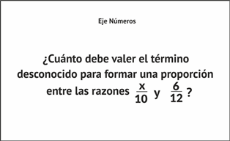 Eje Números
¿Cuánto debe valer el término
desconocido para formar una proporción
entre las razones x/10 y 6/12 ?